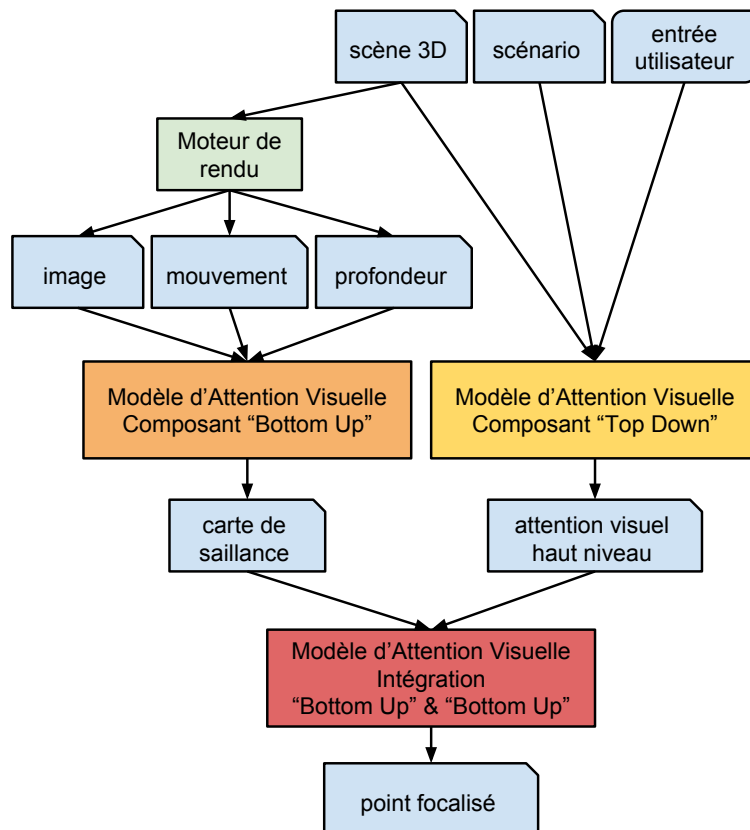 scène 3D
scénario
entrée
utilisateur
Moteur de
rendu
image
mouvement
profondeur
Modèle d’Attention Visuelle
Composant “Bottom Up”
Modèle d’Attention Visuelle
Composant “Top Down”
carte de
saillance
attention visuel
haut niveau
Modèle d’Attention Visuelle
Intégration
“Bottom Up” & “Bottom Up”
point focalisé